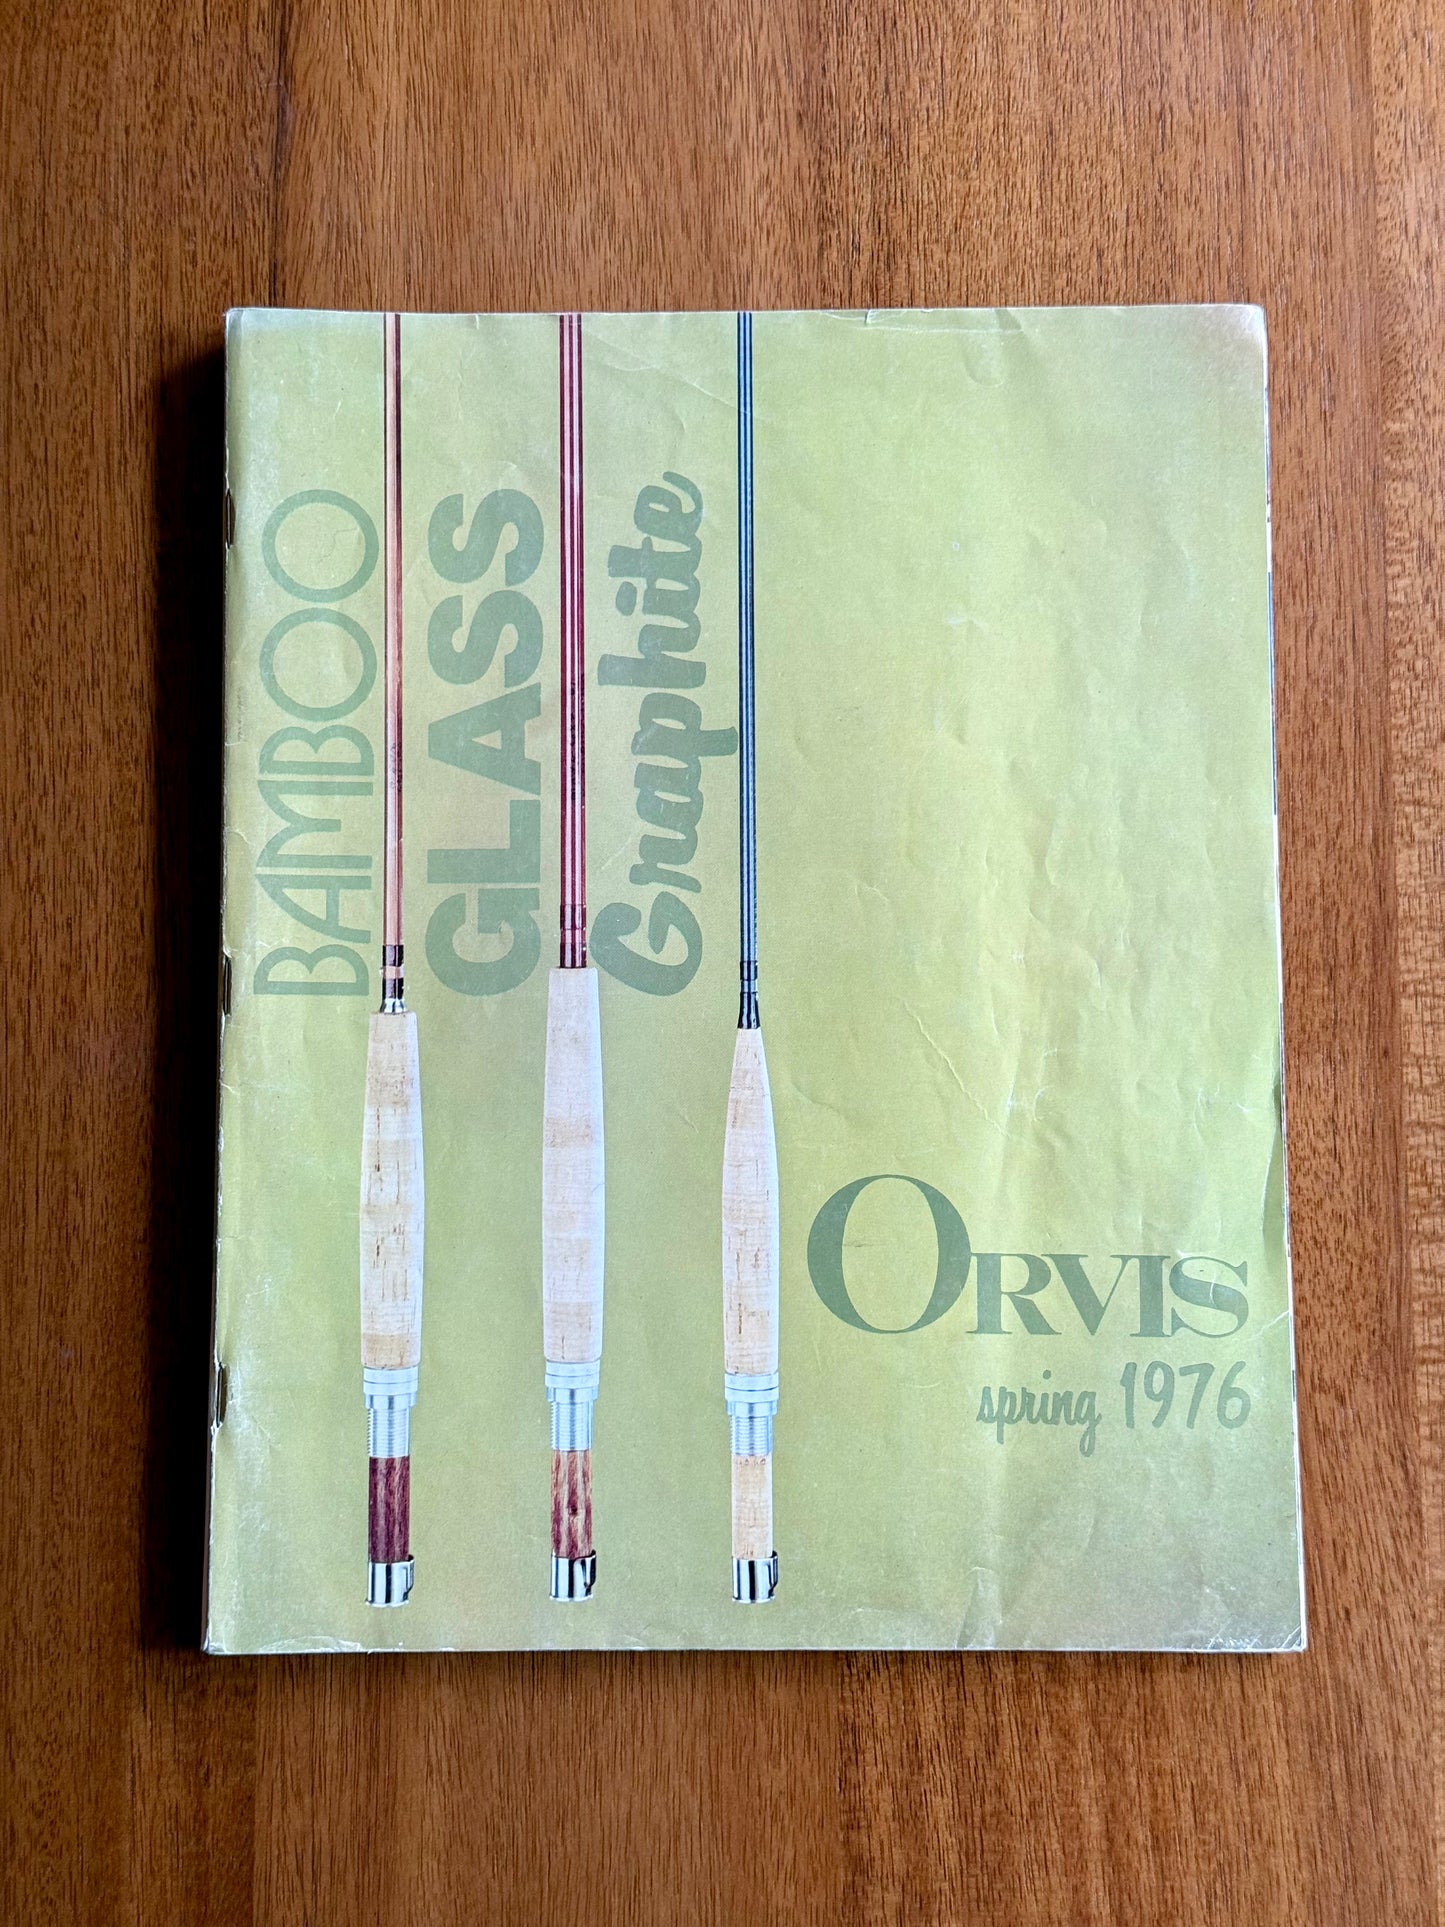 BAMBOO
GLASS
Graphite
ORVIS
spring 1976